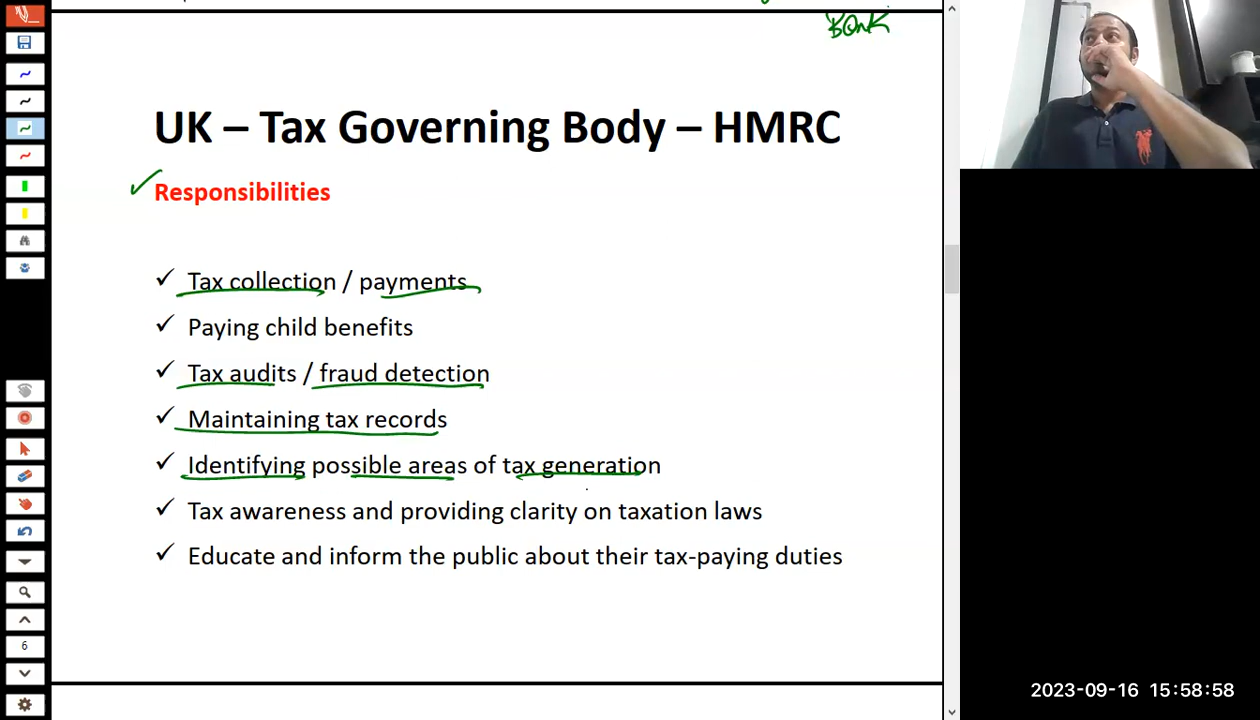 BanK
UK – Tax Governing Body – HMRC
Responsibilities
✓ Tax collection / payments
✓ Paying child benefits
✓ Tax audits / fraud detection
✓ Maintaining tax records
✓ Identifying possible areas of tax generation
✓ Tax awareness and providing clarity on taxation laws
✓ Educate and inform the public about their tax-paying duties
6
2023-09-16 15:58:58